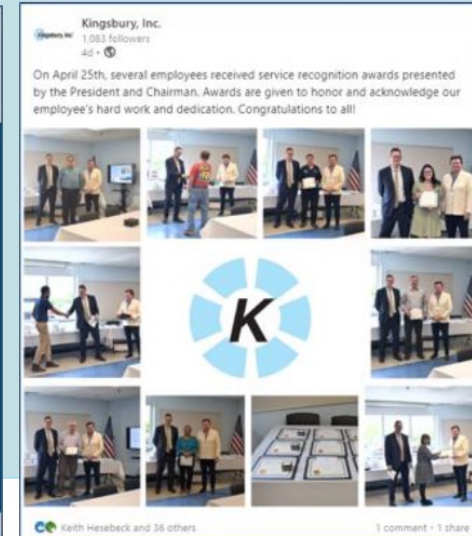 Kingsbury, Inc.
1,083 followers
4d •
On April 25th, several employees received service recognition awards presented
by the President and Chairman. Awards are given to honor and acknowledge our
employee's hard work and dedication. Congratulations to all!
K
Keith Hesebeck and 36 others
1 comment • 1 share